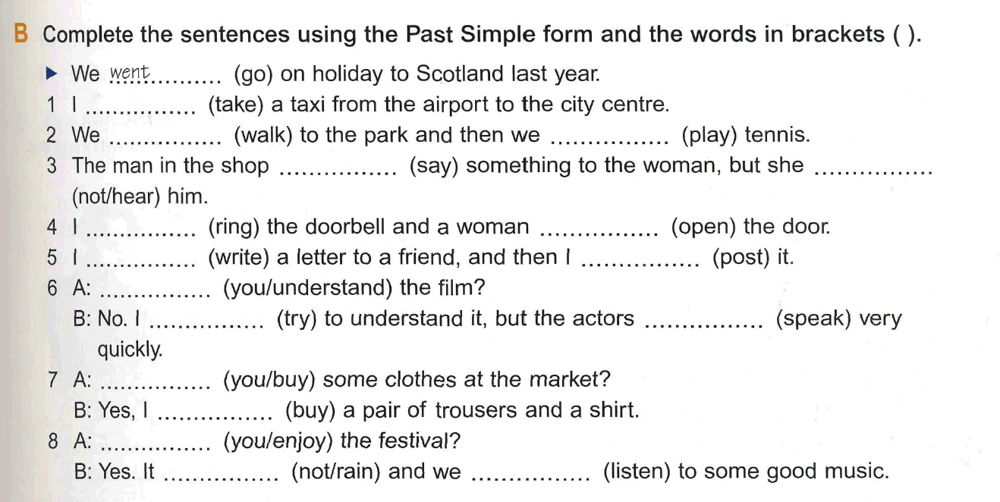 B Complete the sentences using the Past Simple form and the words in brackets ( ).
► We went.......... (go) on holiday to Scotland last year.
1 I ................ (take) a taxi from the airport to the city centre.
2 We ................ (walk) to the park and then we ................ (play) tennis.
3 The man in the shop ................ (say) something to the woman, but she ................
(not/hear) him.
4 I ................ (ring) the doorbell and a woman ................ (open) the door.
5 I ................ (write) a letter to a friend, and then I ................ (post) it.
6 A: ................ (you/understand) the film?
B: No. I ................ (try) to understand it, but the actors ................ (speak) very
quickly.
7 A: ................ (you/buy) some clothes at the market?
B: Yes, I ................ (buy) a pair of trousers and a shirt.
8 A: ................ (you/enjoy) the festival?
B: Yes. It ................ (not/rain) and we ................ (listen) to some good music.